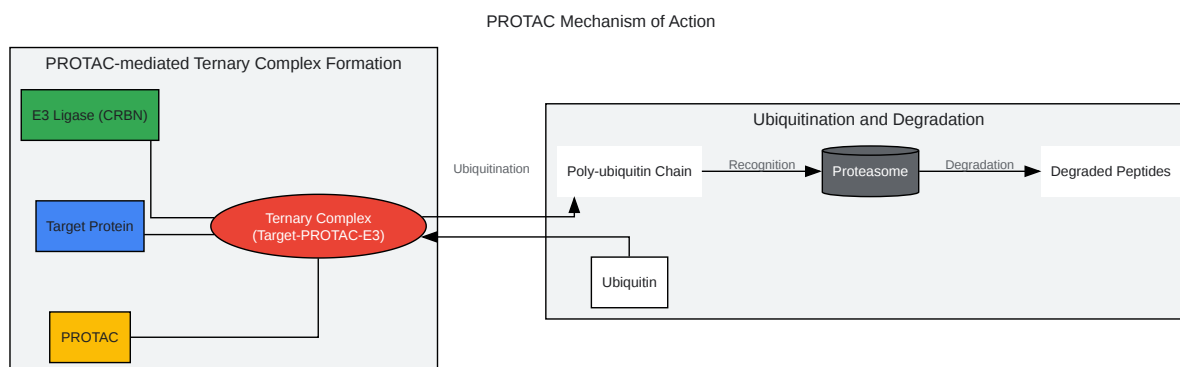 PROTAC Mechanism of Action
PROTAC-mediated Ternary Complex Formation
E3 Ligase (CRBN)
Target Protein
PROTAC
Ternary Complex
(Target-PROTAC-E3)
Ubiquitination
Ubiquitination and Degradation
Poly-ubiquitin Chain
Recognition
Proteasome
Degradation
Degraded Peptides
Ubiquitin